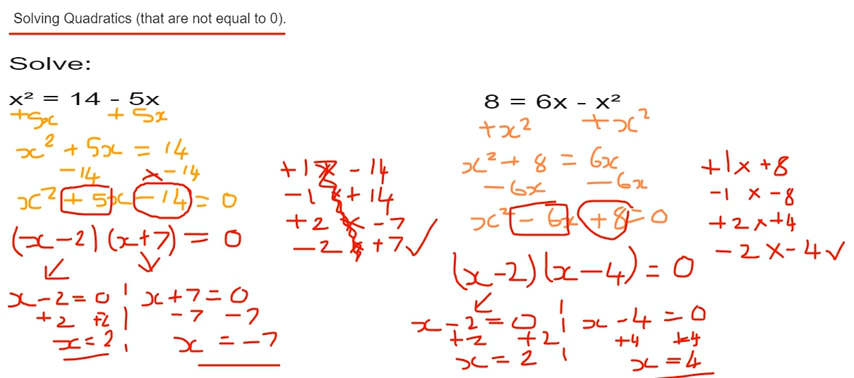 Solving Quadratics (that are not equal to 0).
Solve:
x² = 14 - 5x
+5x +5x
x² + 5x = 14
-14 -14
x² + 5x - 14 = 0
(x-2)(x+7) = 0
x-2=0 x+7=0
+2 +2 -7 -7
x=2 x = -7
+1 x -14
-1 x +14
+2 x -7
-2 x +7 ✓
8 = 6x - x²
+x² +x²
x² + 8 = 6x
-6x -6x
x² - 6x + 8 = 0
(x-2)(x-4) = 0
x-2=0 x-4=0
+2 +2 +4 +4
x=2 x=4
+1 x +8
-1 x -8
+2 x +4
-2 x -4 ✓